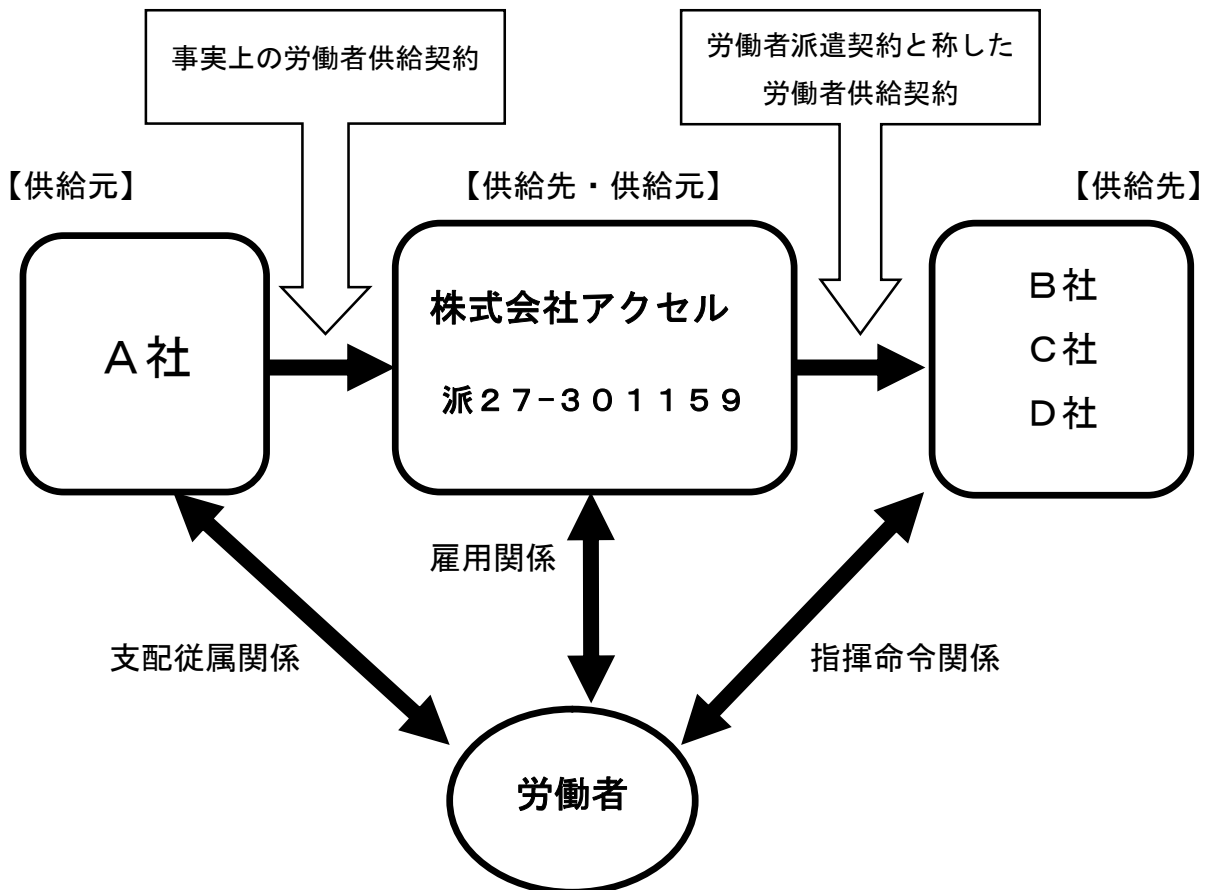 事実上の労働者供給契約
労働者派遣契約と称した
労働者供給契約
【供給元】
【供給先・供給元】
【供給先】
A社
株式会社アクセル
派27-301159
B社
C社
D社
雇用関係
支配従属関係
指揮命令関係
労働者